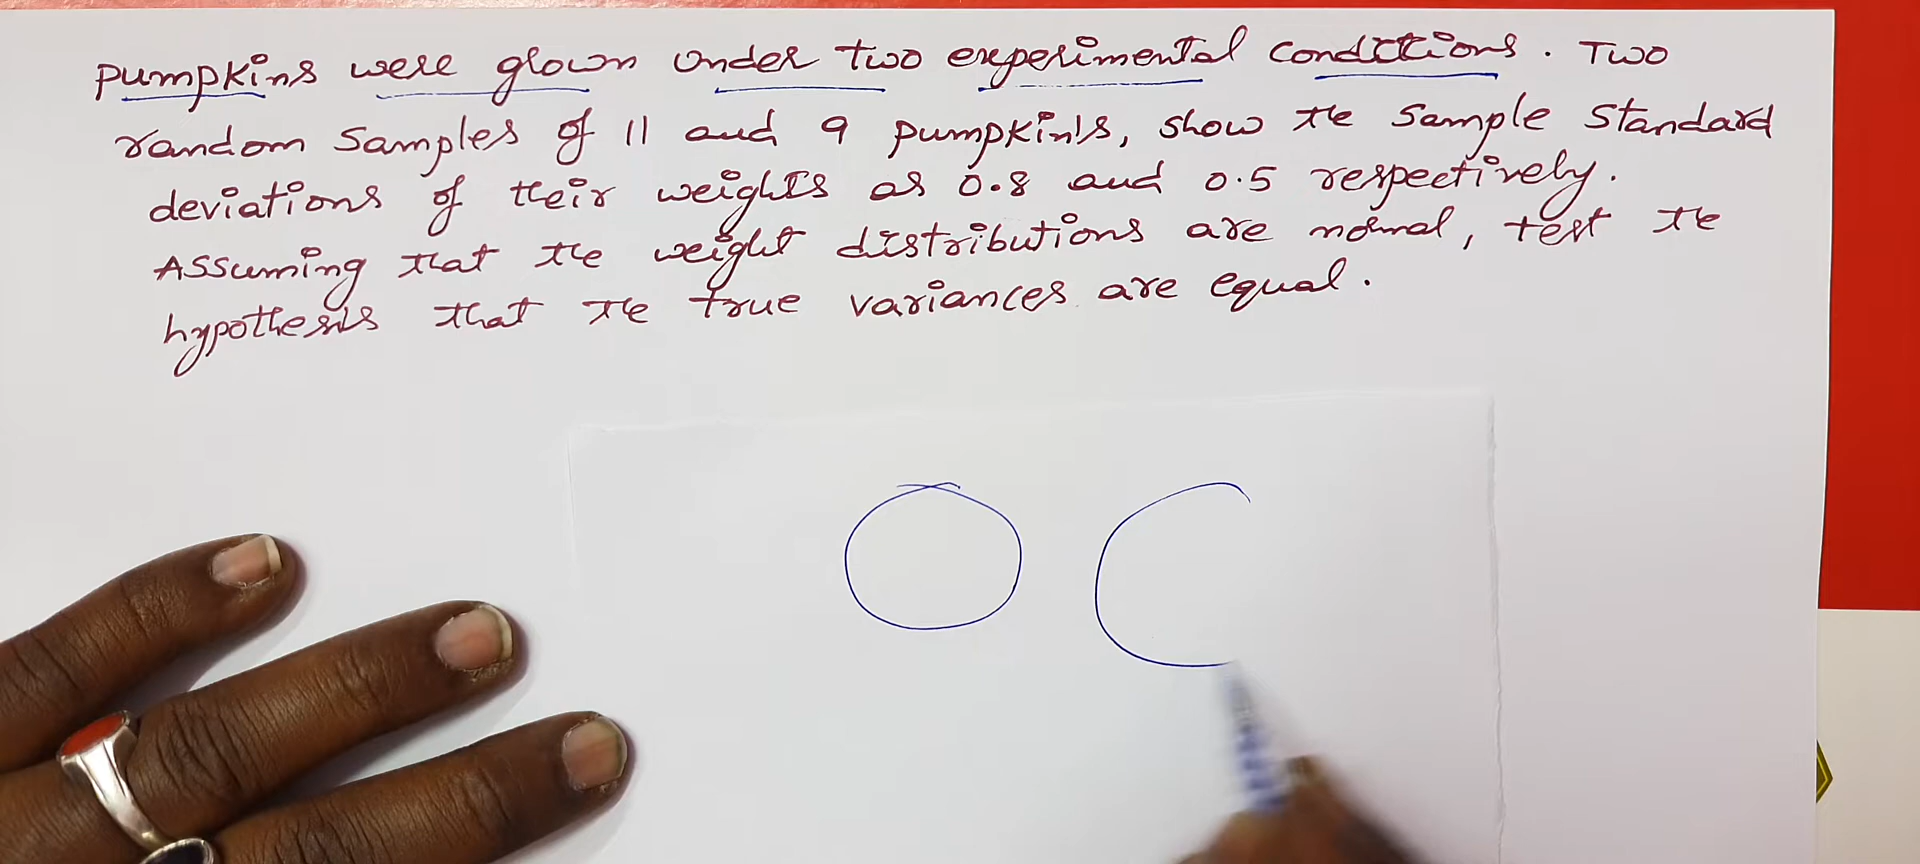 Pumpkins were grown under two experimental conditions. Two
random samples of 11 and 9 pumpkins, show the sample standard
deviations of their weights as 0.8 and 0.5 respectively.
Assuming that the weight distributions are normal, test the
hypothesis that the true variances are equal.